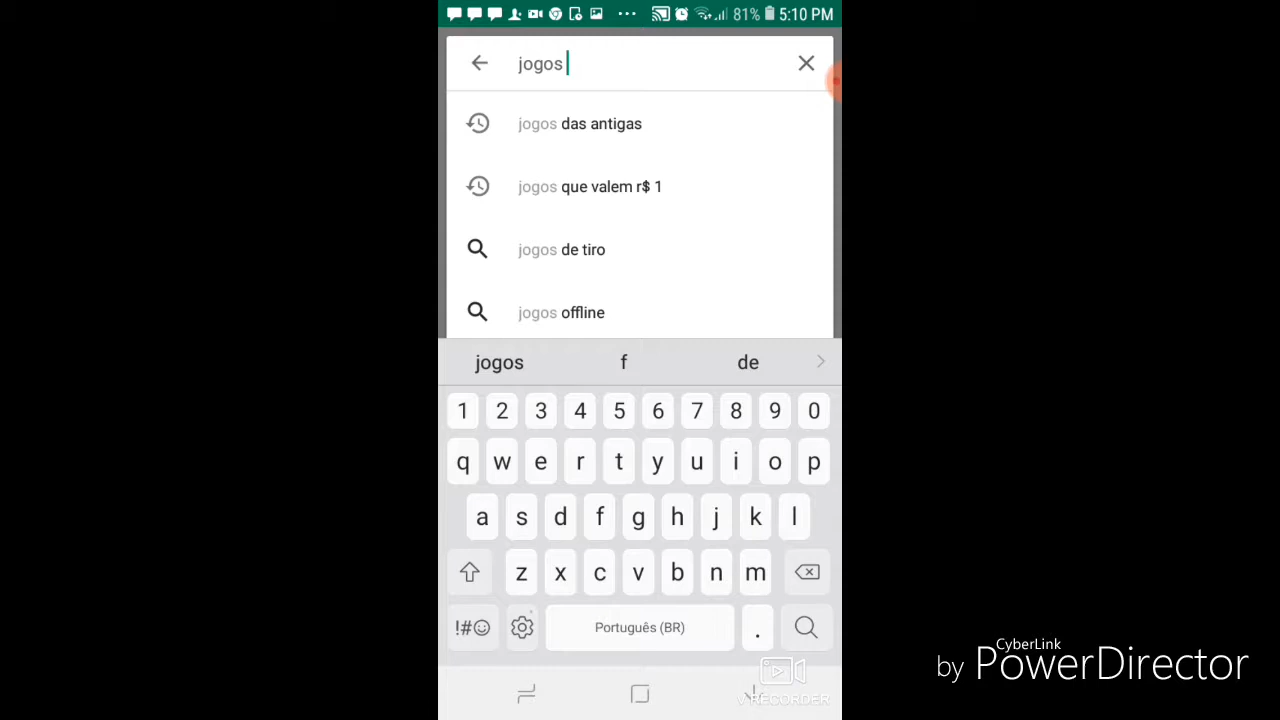 81% 5:10 PM
jogos
jogos das antigas
jogos que valem r$ 1
jogos de tiro
jogos offline
jogos f de
1 2 3 4 5 6 7 8 9 0
q w e r t y u i o p
a s d f g h j k l
z x c v b n m
!#☺ Português (BR) .
V RECORDER
CyberLink
by PowerDirector